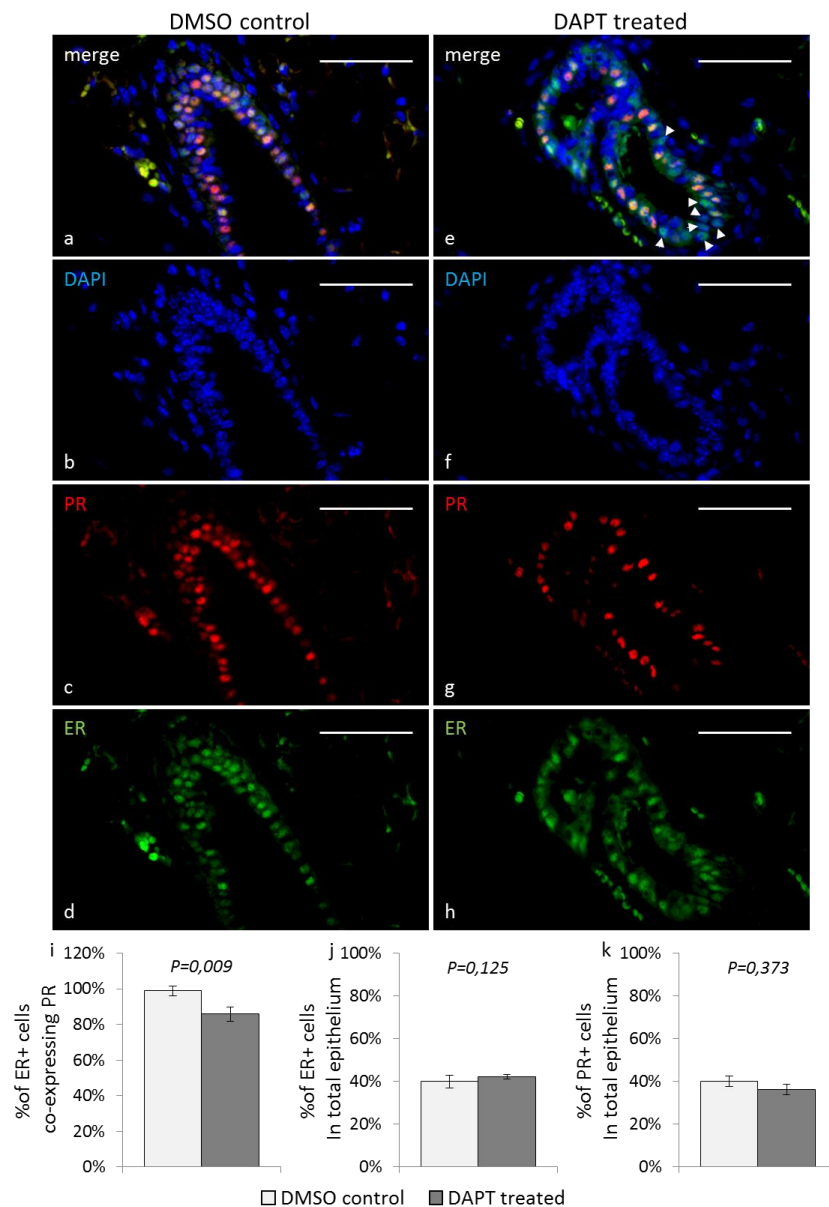 DMSO control
DAPT treated
merge
a
merge
e
DAPI
b
DAPI
f
PR
c
PR
g
ER
d
ER
h
i
120%
100%
80%
60%
40%
20%
0%
%of ER+ cells
co-expressing PR
P=0,009
j
100%
80%
60%
40%
20%
0%
%of ER+ cells
In total epithelium
P=0,125
k
100%
80%
60%
40%
20%
0%
%of PR+ cells
In total epithelium
P=0,373
DMSO control
DAPT treated